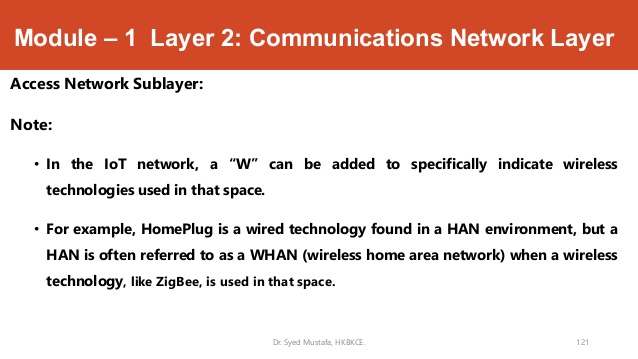 Module – 1 Layer 2: Communications Network Layer
Access Network Sublayer:
Note:
• In the IoT network, a “W” can be added to specifically indicate wireless
technologies used in that space.
• For example, HomePlug is a wired technology found in a HAN environment, but a
HAN is often referred to as a WHAN (wireless home area network) when a wireless
technology, like ZigBee, is used in that space.
Dr. Syed Mustafa, HKBKCE. 121